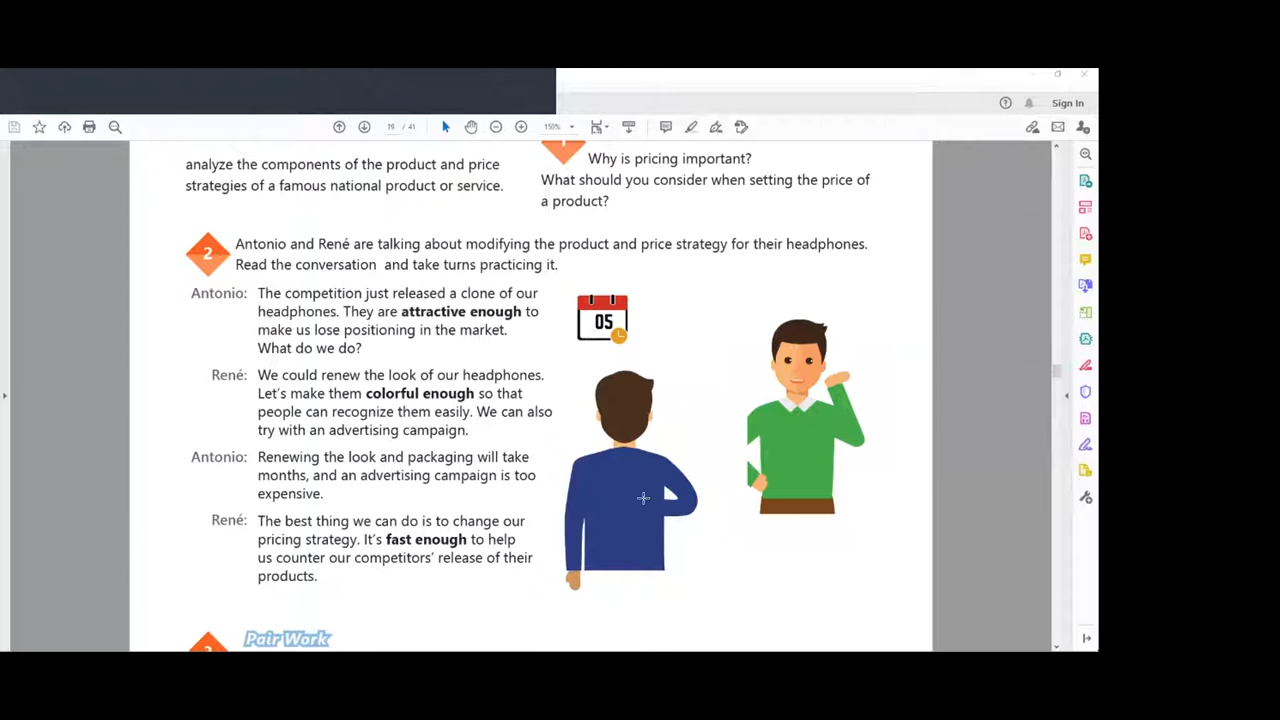 Sign In
19 / 41
150%
analyze the components of the product and price
strategies of a famous national product or service.
Why is pricing important?
What should you consider when setting the price of
a product?
2
Antonio and René are talking about modifying the product and price strategy for their headphones.
Read the conversation and take turns practicing it.
Antonio: The competition just released a clone of our
headphones. They are attractive enough to
make us lose positioning in the market.
What do we do?
René: We could renew the look of our headphones.
Let's make them colorful enough so that
people can recognize them easily. We can also
try with an advertising campaign.
Antonio: Renewing the look and packaging will take
months, and an advertising campaign is too
expensive.
René: The best thing we can do is to change our
pricing strategy. It's fast enough to help
us counter our competitors' release of their
products.
05
Pair Work